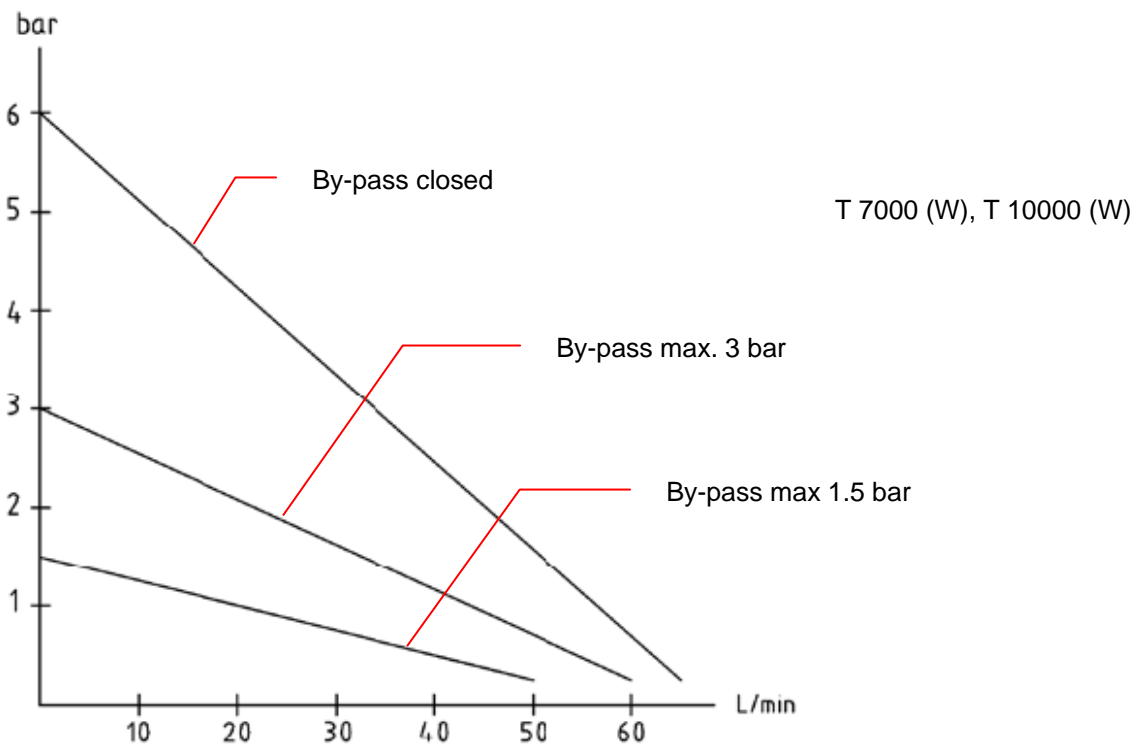 bar
6
By-pass closed
5
T 7000 (W), T 10000 (W)
4
By-pass max. 3 bar
3
2
By-pass max 1.5 bar
1
L/min
10 20 30 40 50 60